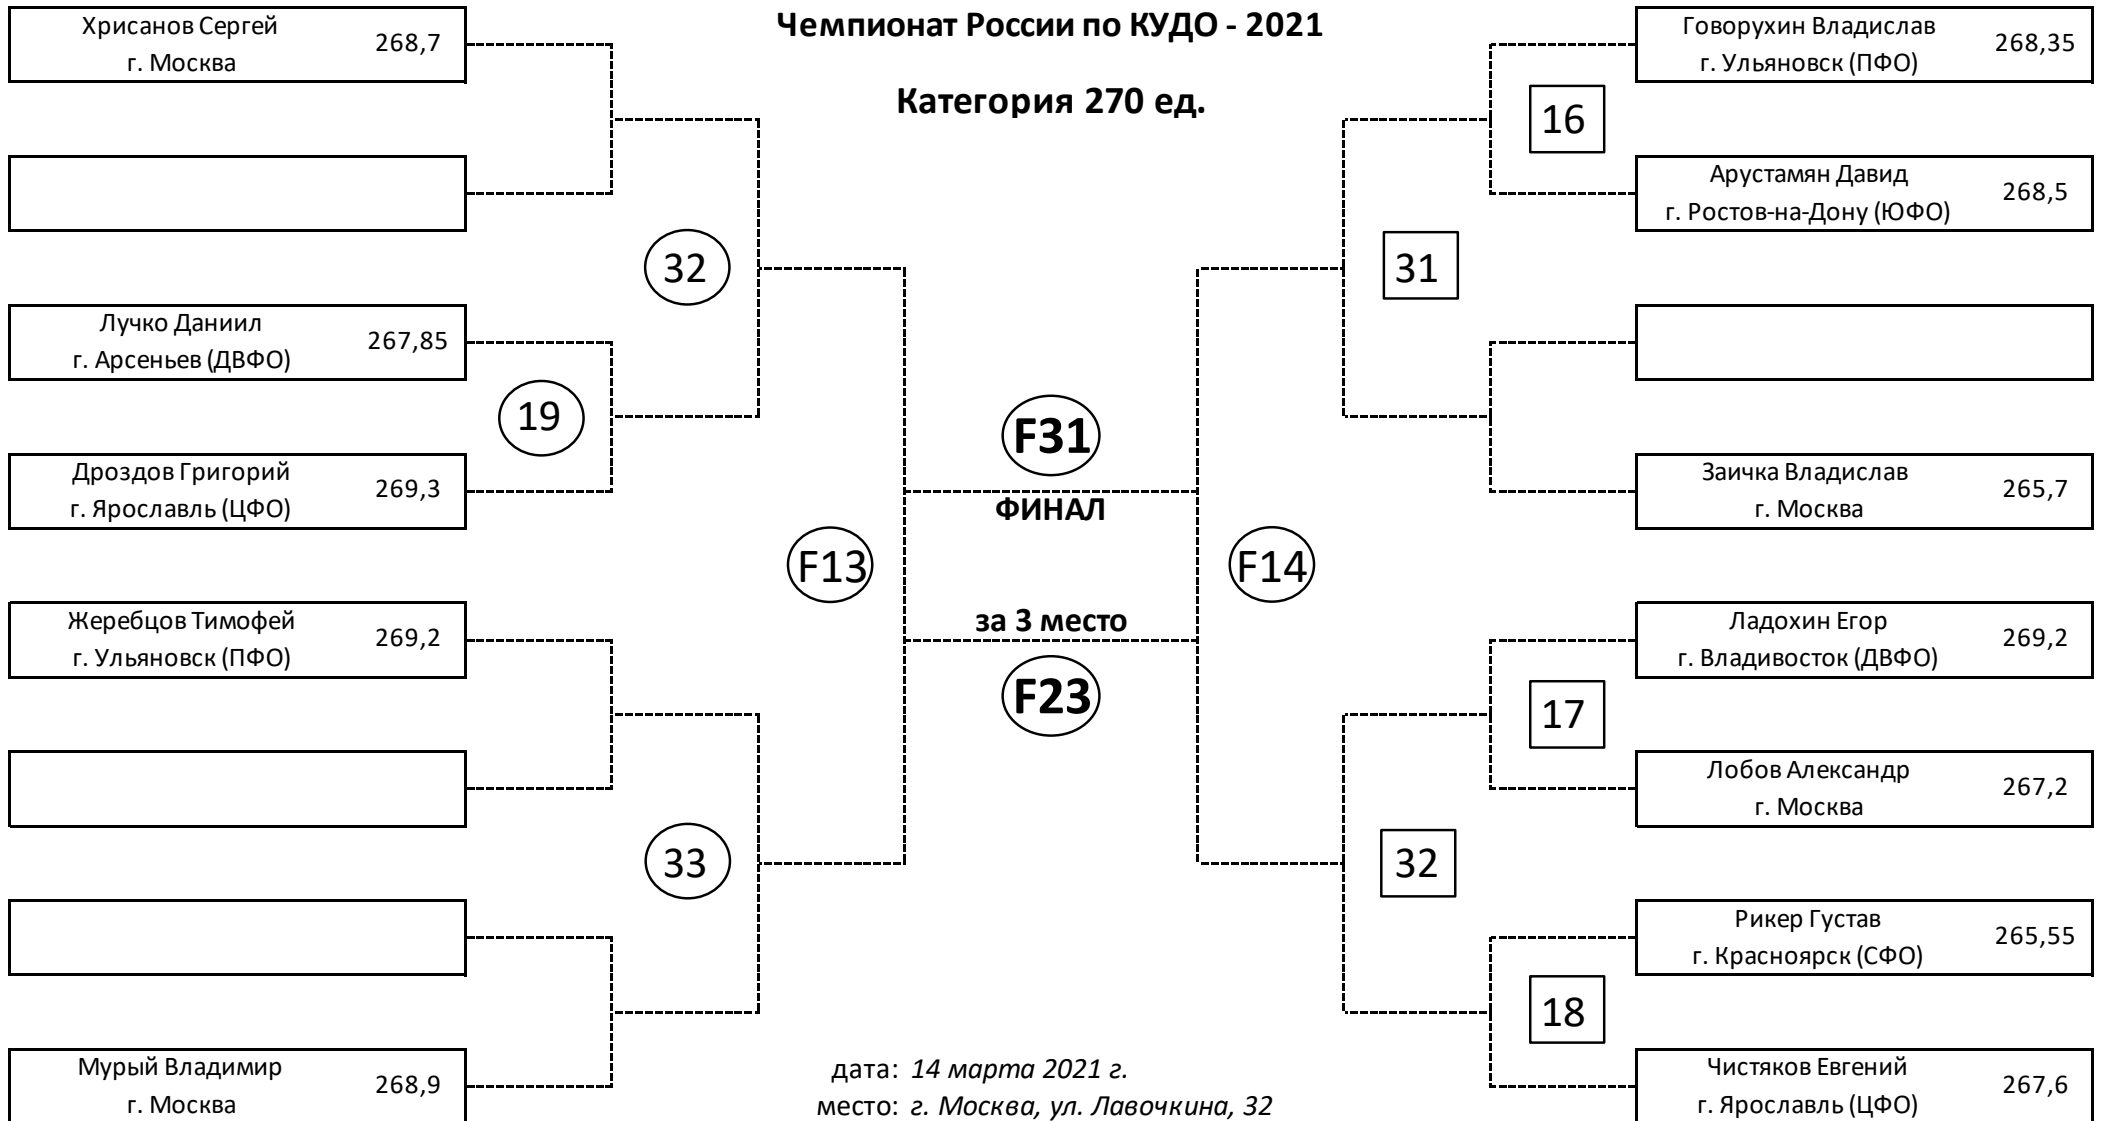 Чемпионат России по КУДО - 2021
Категория 270 ед.
Хрисанов Сергей
г. Москва
268,7
Лучко Даниил
г. Арсеньев (ДВФО)
267,85
Дроздов Григорий
г. Ярославль (ЦФО)
269,3
Жеребцов Тимофей
г. Ульяновск (ПФО)
269,2
Мурый Владимир
г. Москва
268,9
19
32
33
F13
F31
ФИНАЛ
за 3 место
F23
F14
31
32
16
17
18
Говорухин Владислав
г. Ульяновск (ПФО)
268,35
Арустамян Давид
г. Ростов-на-Дону (ЮФО)
268,5
Заичка Владислав
г. Москва
265,7
Ладохин Егор
г. Владивосток (ДВФО)
269,2
Лобов Александр
г. Москва
267,2
Рикер Густав
г. Красноярск (СФО)
265,55
Чистяков Евгений
г. Ярославль (ЦФО)
267,6
дата: 14 марта 2021 г.
место: г. Москва, ул. Лавочкина, 32